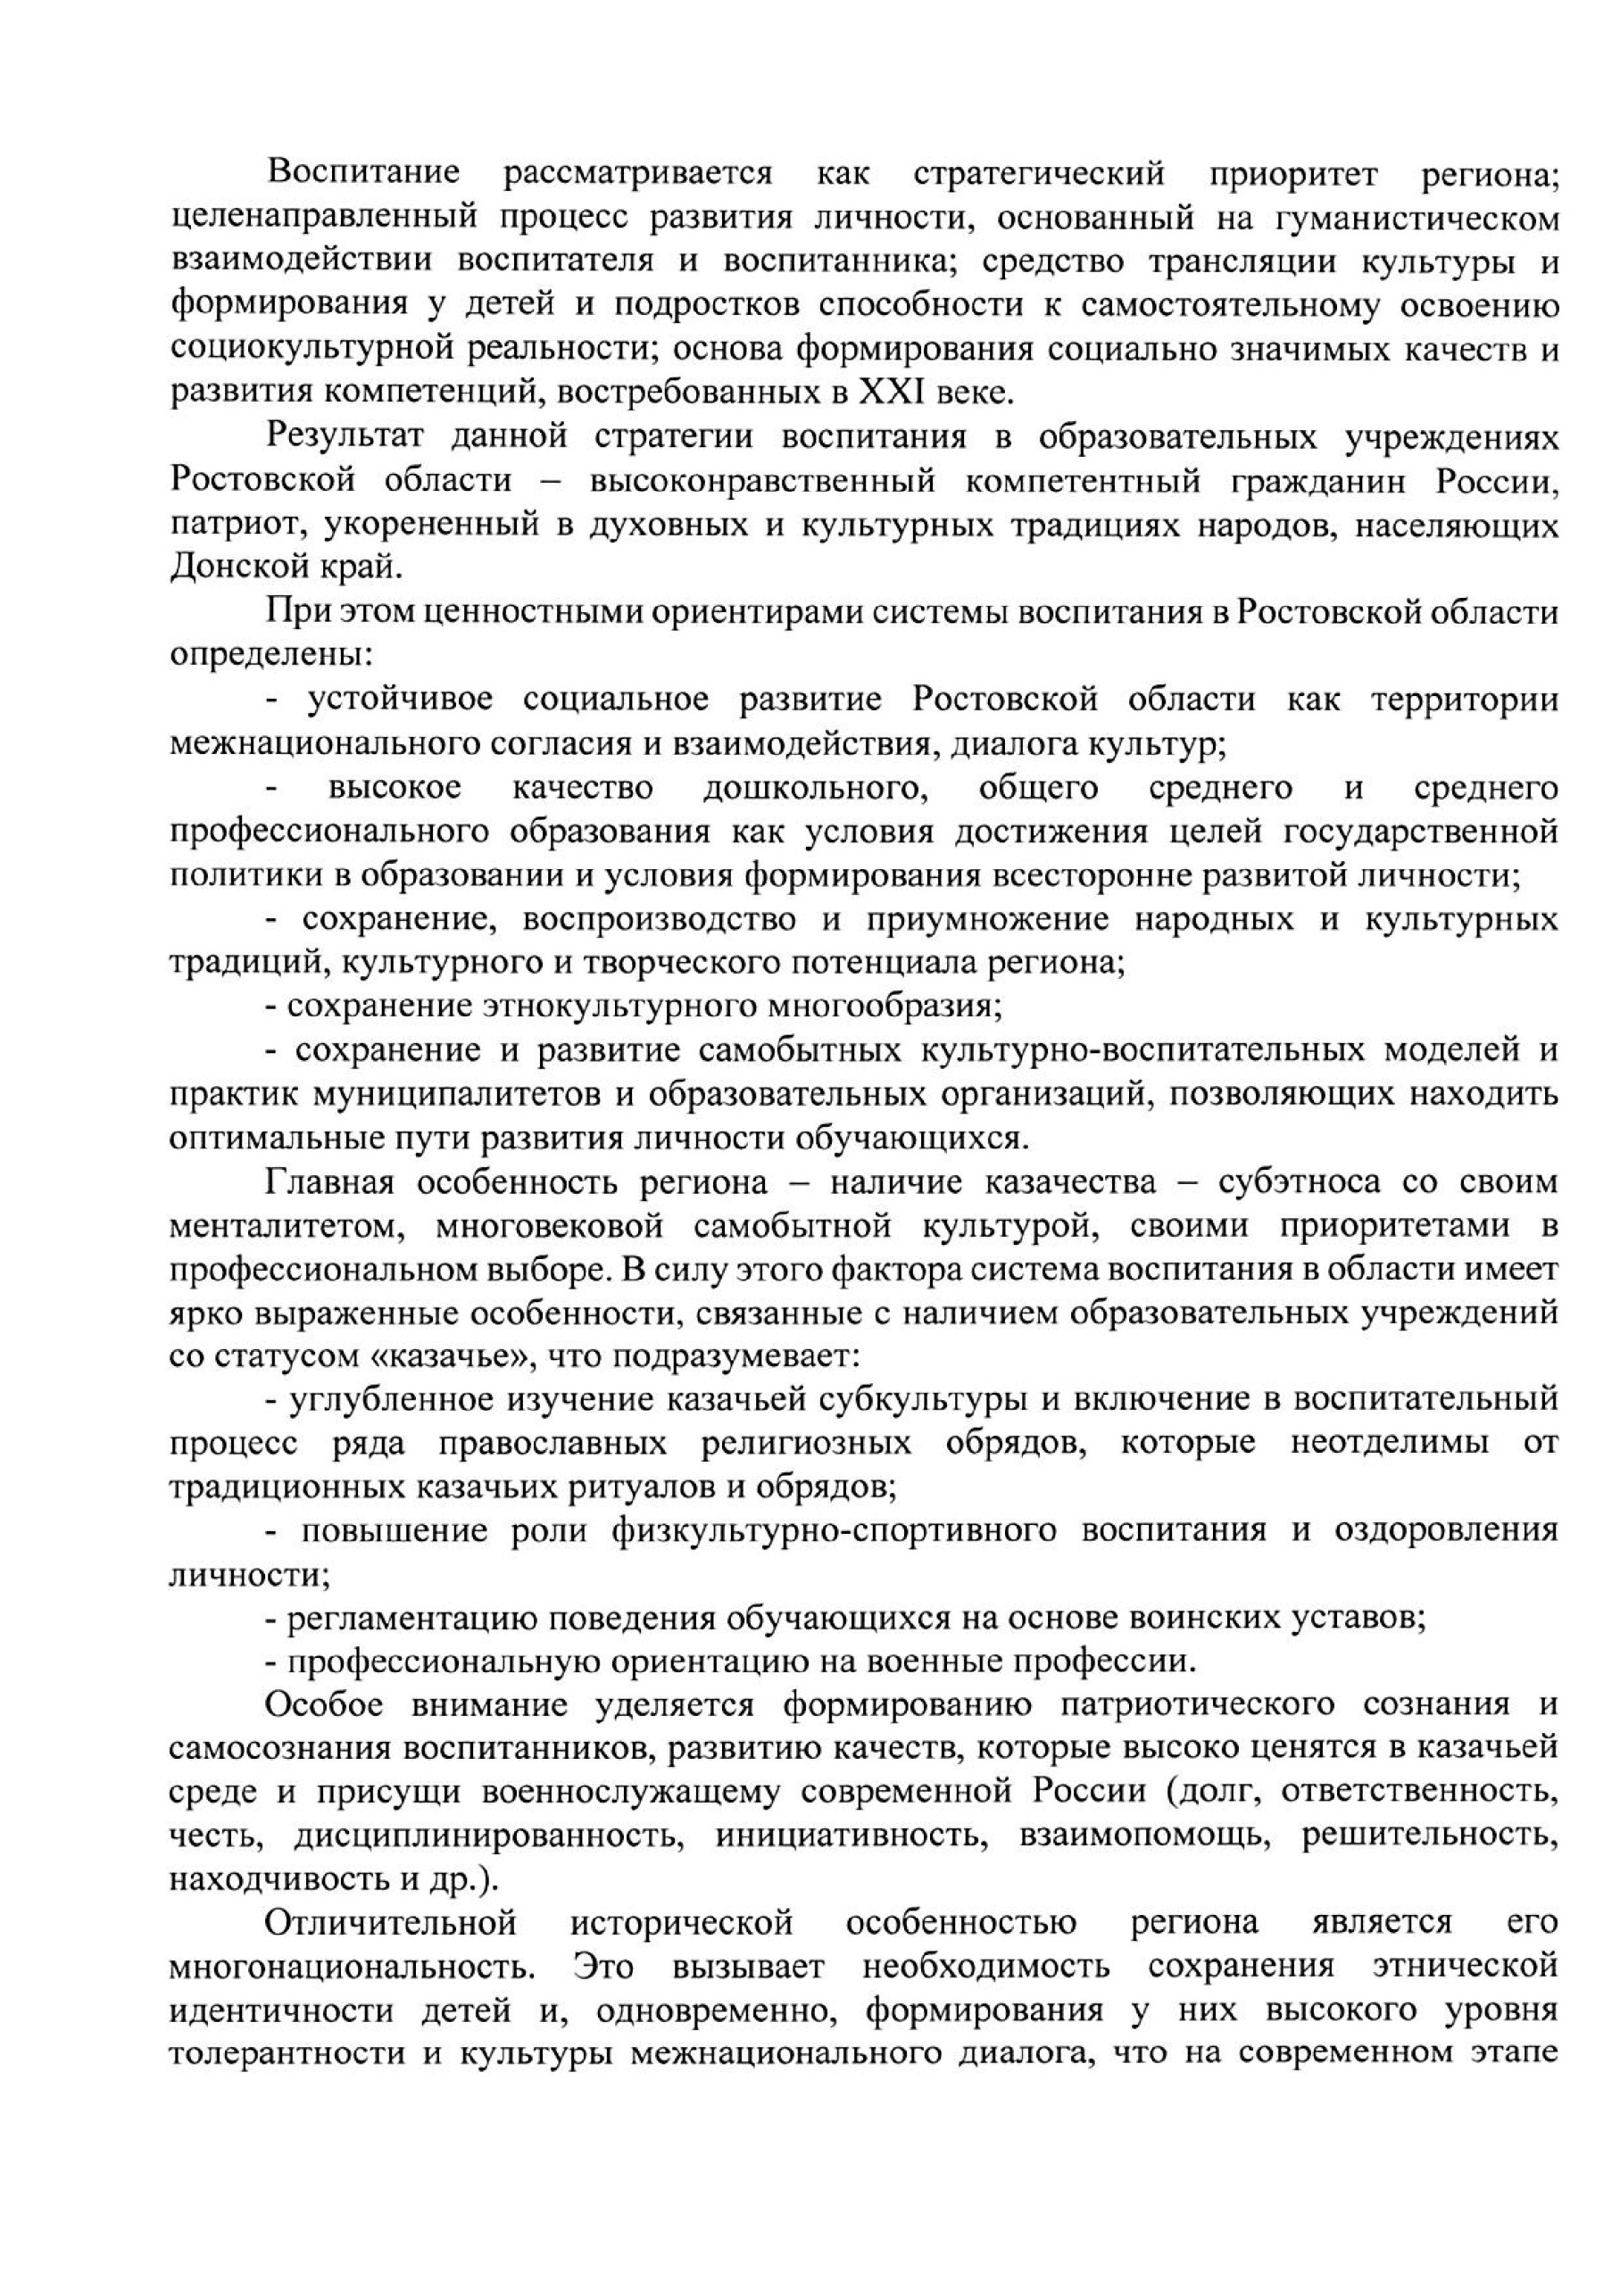 Воспитание рассматривается как стратегический приоритет региона;
целенаправленный процесс развития личности, основанный на гуманистическом
взаимодействии воспитателя и воспитанника; средство трансляции культуры и
формирования у детей и подростков способности к самостоятельному освоению
социокультурной реальности; основа формирования социально значимых качеств и
развития компетенций, востребованных в XXI веке.
Результат данной стратегии воспитания в образовательных учреждениях
Ростовской области – высоконравственный компетентный гражданин России,
патриот, укорененный в духовных и культурных традициях народов, населяющих
Донской край.
При этом ценностными ориентирами системы воспитания в Ростовской области
определены:
- устойчивое социальное развитие Ростовской области как территории
межнационального согласия и взаимодействия, диалога культур;
- высокое качество дошкольного, общего среднего и среднего
профессионального образования как условия достижения целей государственной
политики в образовании и условия формирования всесторонне развитой личности;
- сохранение, воспроизводство и приумножение народных и культурных
традиций, культурного и творческого потенциала региона;
- сохранение этнокультурного многообразия;
- сохранение и развитие самобытных культурно-воспитательных моделей и
практик муниципалитетов и образовательных организаций, позволяющих находить
оптимальные пути развития личности обучающихся.
Главная особенность региона – наличие казачества – субэтноса со своим
менталитетом, многовековой самобытной культурой, своими приоритетами в
профессиональном выборе. В силу этого фактора система воспитания в области имеет
ярко выраженные особенности, связанные с наличием образовательных учреждений
со статусом «казачье», что подразумевает:
- углубленное изучение казачьей субкультуры и включение в воспитательный
процесс ряда православных религиозных обрядов, которые неотделимы от
традиционных казачьих ритуалов и обрядов;
- повышение роли физкультурно-спортивного воспитания и оздоровления
личности;
- регламентацию поведения обучающихся на основе воинских уставов;
- профессиональную ориентацию на военные профессии.
Особое внимание уделяется формированию патриотического сознания и
самосознания воспитанников, развитию качеств, которые высоко ценятся в казачьей
среде и присущи военнослужащему современной России (долг, ответственность,
честь, дисциплинированность, инициативность, взаимопомощь, решительность,
находчивость и др.).
Отличительной исторической особенностью региона является его
многонациональность. Это вызывает необходимость сохранения этнической
идентичности детей и, одновременно, формирования у них высокого уровня
толерантности и культуры межнационального диалога, что на современном этапе